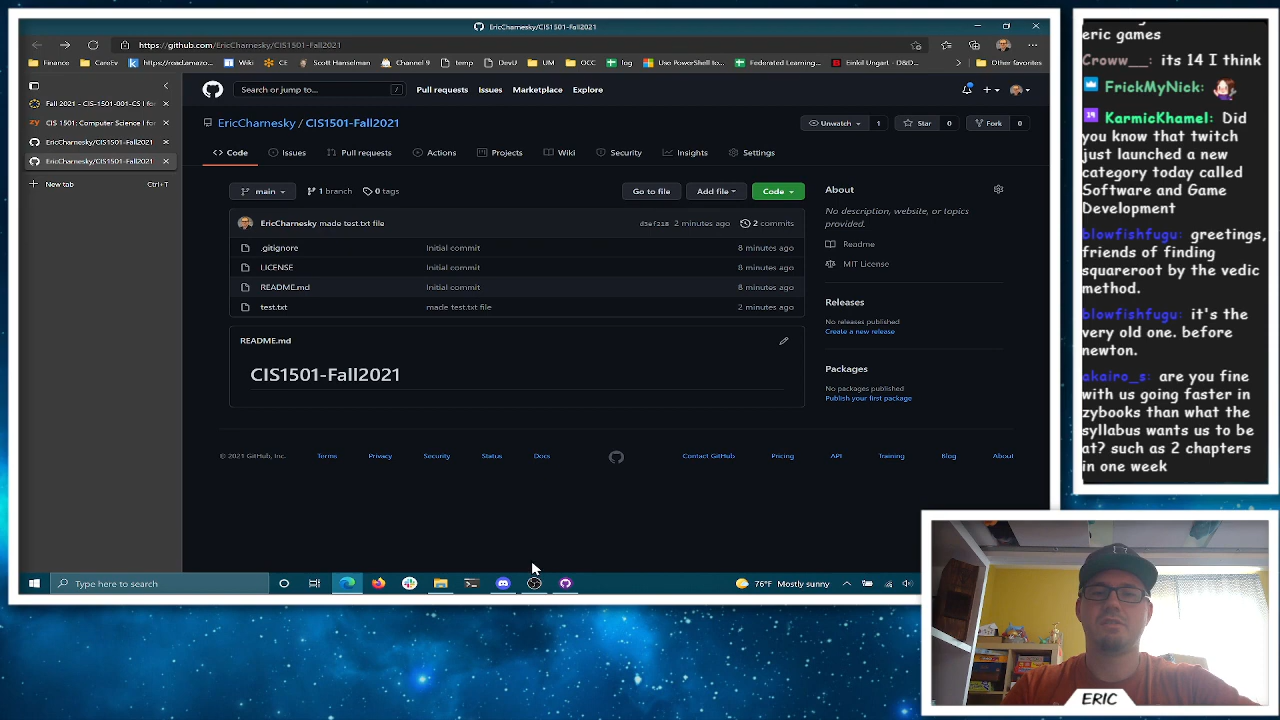 EricCharnesky/CIS1501-Fall2021
https://github.com/EricCharnesky/CIS1501-Fall2021
Finance
CareEv
Wiki
CE
Scott Hanselman
Channel 9
temp
DevU
UM
OCC
log
Use PowerShell to...
Federated Learning...
Einkil Ungart - D&D...
Other favorites
Fall 2021 - CIS-1501-001-CS I for
CIS 1501: Computer Science I for
EricCharnesky/CIS1501-Fall2021
EricCharnesky/CIS1501-Fall2021
New tab Ctrl+T
Search or jump to... /
Pull requests Issues Marketplace Explore
EricCharnesky / CIS1501-Fall2021
Unwatch 1 Star 0 Fork 0
Code Issues Pull requests Actions Projects Wiki Security Insights Settings
main 1 branch 0 tags Go to file Add file Code
EricCharnesky made test.txt file 2 minutes ago 2 commits
.gitignore Initial commit 8 minutes ago
LICENSE Initial commit 8 minutes ago
README.md Initial commit 8 minutes ago
test.txt made test.txt file 2 minutes ago
README.md
CIS1501-Fall2021
About
No description, website, or topics
provided.
Readme
MIT License
Releases
No releases published
Create a new release
Packages
No packages published
Publish your first package
© 2021 GitHub, Inc. Terms Privacy Security Status Docs Contact GitHub Pricing API Training Blog About
Type here to search
76°F Mostly sunny
eric games
Croww__: its 14 I think
FrickMyNick:
KarmicKhamel: Did
you know that twitch
just launched a new
category today called
Software and Game
Development
blowfishfugu: greetings,
friends of finding
squareroot by the vedic
method.
blowfishfugu: it's the
very old one. before
newton.
akairo_s: are you fine
with us going faster in
zybooks than what the
syllabus wants us to be
at? such as 2 chapters
in one week
ERIC